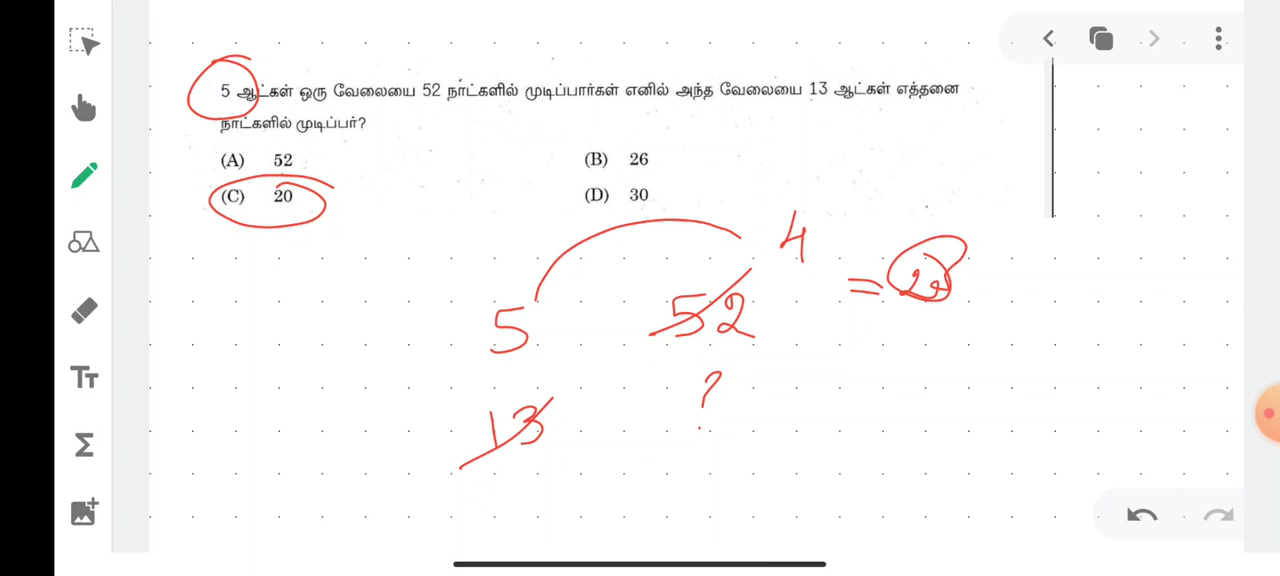 5 ஆட்கள் ஒரு வேலையை 52 நாட்களில் முடிப்பார்கள் எனில் அந்த வேலையை 13 ஆட்கள் எத்தனை
நாட்களில் முடிப்பர்?
(A) 52 (B) 26
(C) 20 (D) 30
4
5 52 =
13 ?
Tт
Σ